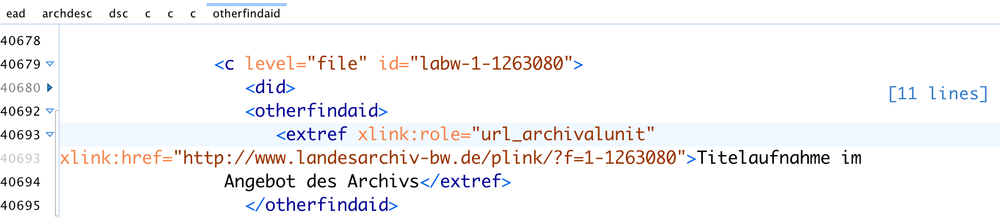 ead archdesc dsc c c c otherfindaid
40678
40679 <c level="file" id="labw-1-1263080">
40680 <did> [11 lines]
40692 <otherfindaid>
40693 <extref xlink:role="url_archivalunit"
40693 xlink:href="http://www.landesarchiv-bw.de/plink/?f=1-1263080">Titelaufnahme im
40694 Angebot des Archivs</extref>
40695 </otherfindaid>